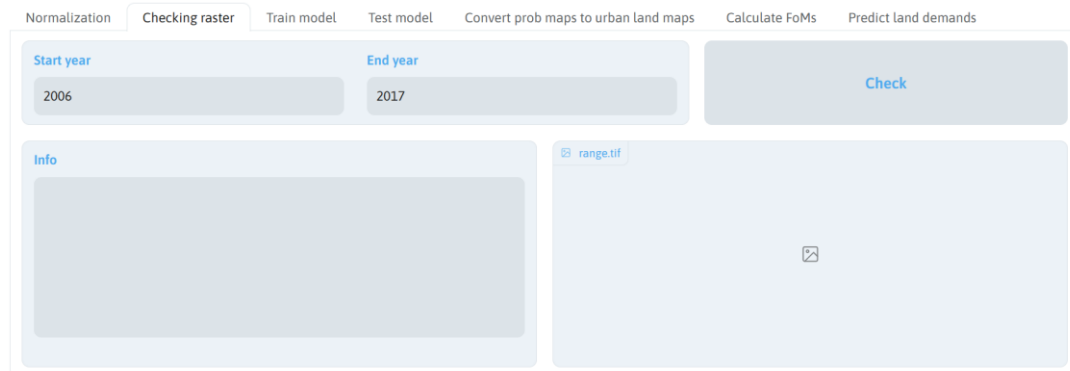 Normalization Checking raster Train model Test model Convert prob maps to urban land maps Calculate FoMs Predict land demands
Start year End year
2006 2017
Check
Info
range.tif